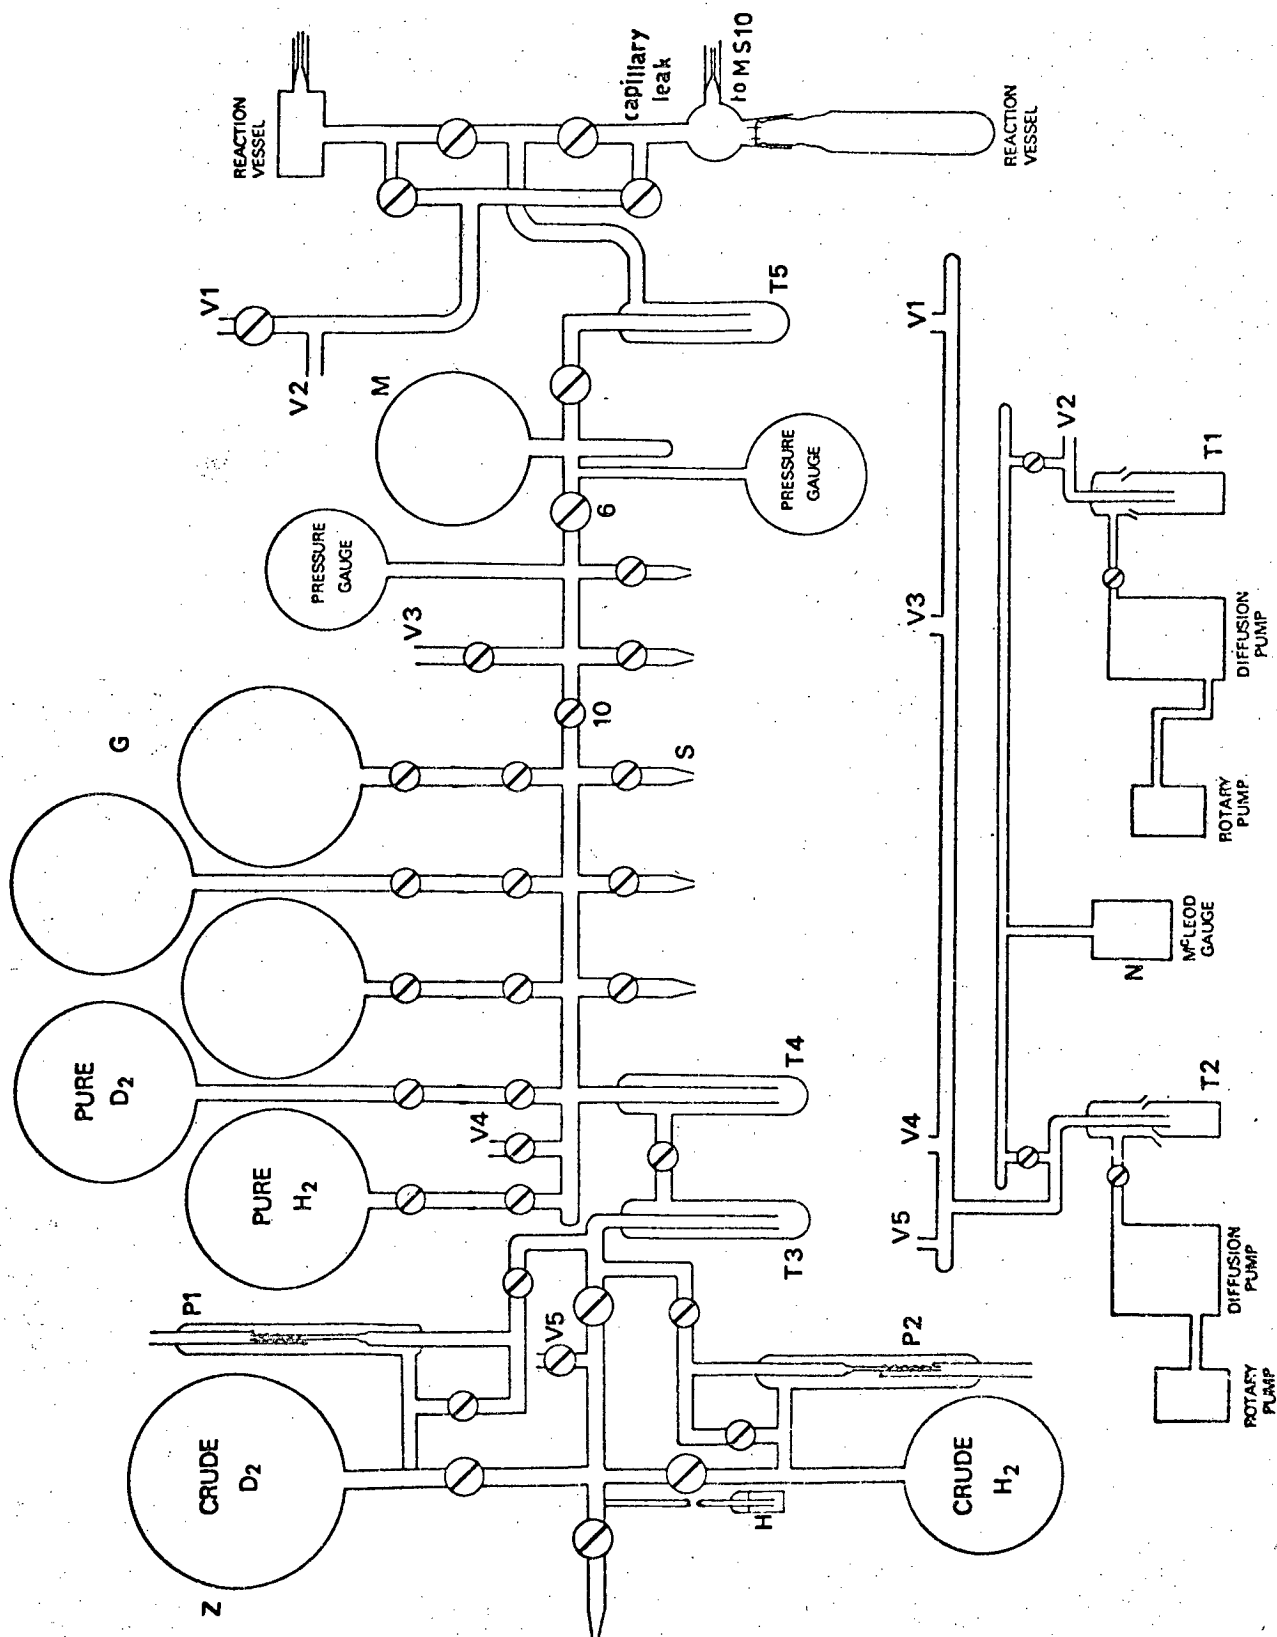 Z
CRUDE
D2
P1
PURE
D2
PURE
H2
V4
G
V3
PRESSURE
GAUGE
V2
V1
M
REACTION
VESSEL
V5
10
6
capillary
leak
to MS10
H
S
T3
T4
T5
PRESSURE
GAUGE
P2
CRUDE
H2
V5
V4
V3
V1
REACTION
VESSEL
V2
N
McLEOD
GAUGE
T2
T1
ROTARY
PUMP
DIFFUSION
PUMP
ROTARY
PUMP
DIFFUSION
PUMP